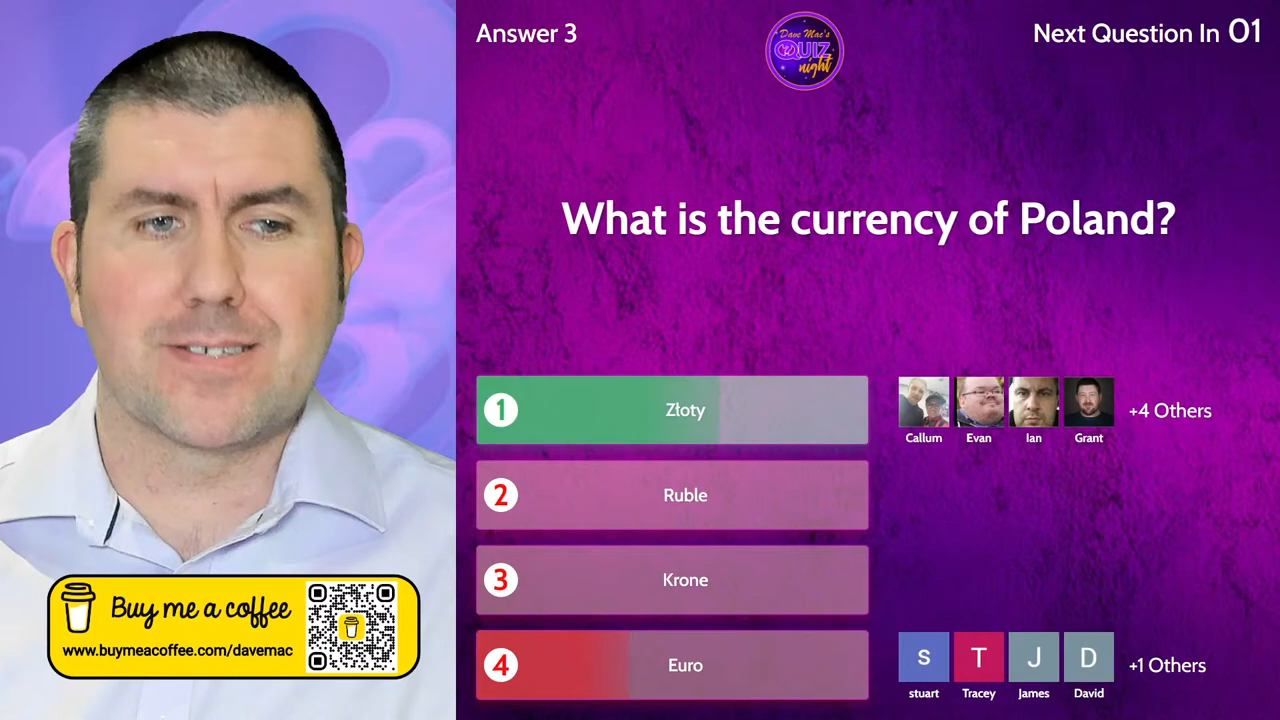 Answer 3
Dave Mac's
QUIZ
night
Next Question In 01
What is the currency of Poland?
1 Złoty
Callum Evan Ian Grant +4 Others
2 Ruble
3 Krone
4 Euro
S T J D +1 Others
stuart Tracey James David
Buy me a coffee
www.buymeacoffee.com/davemac